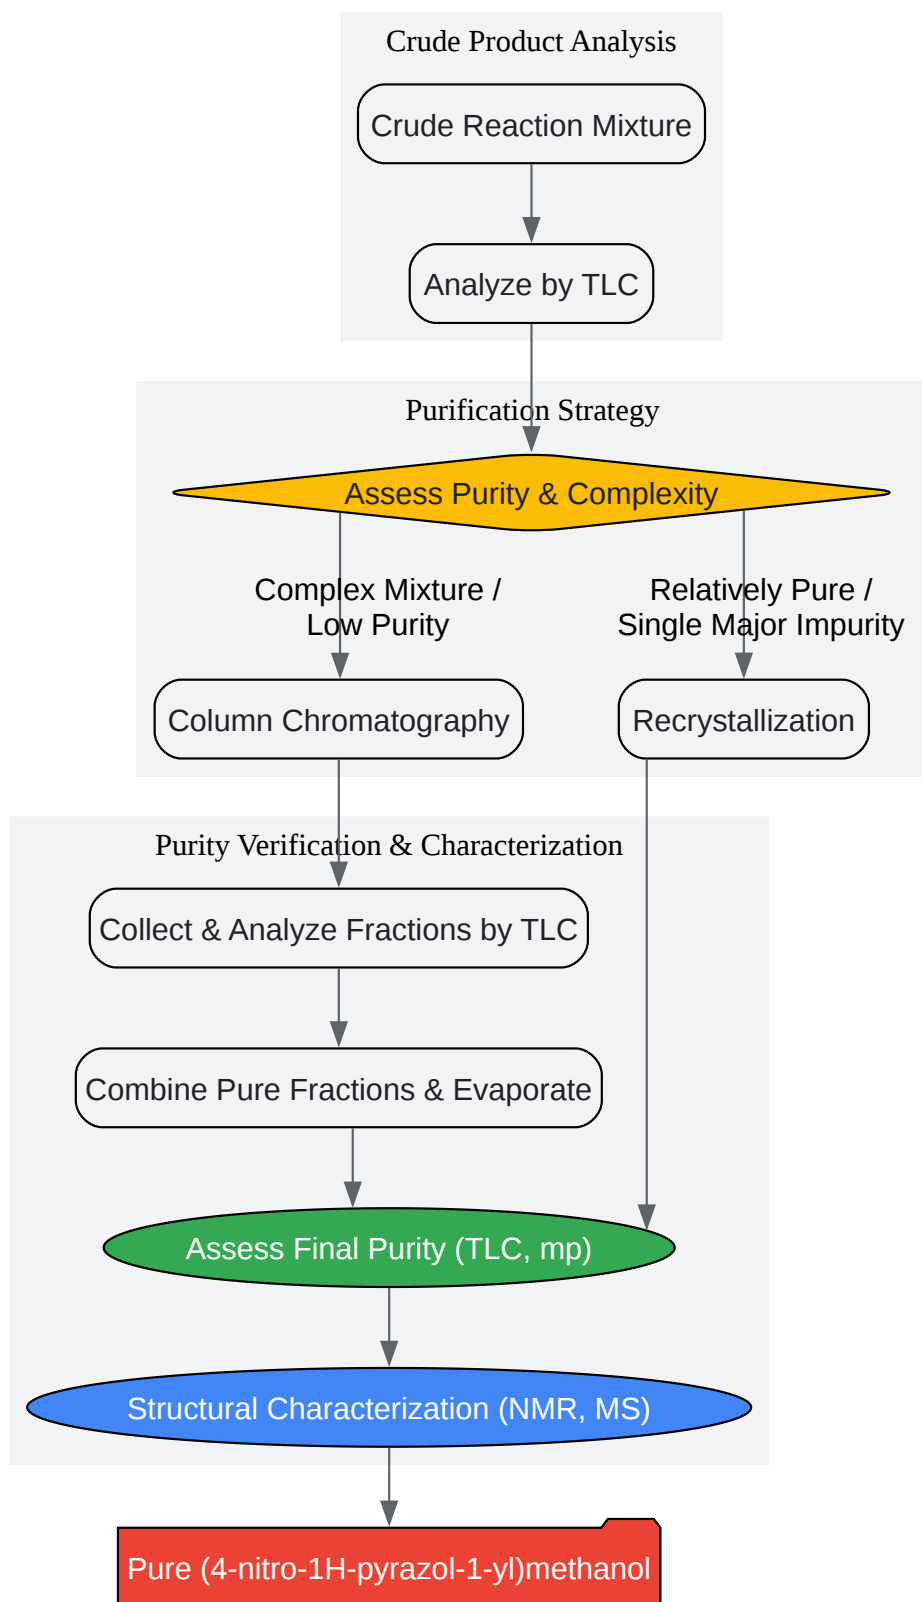 Crude Product Analysis
Crude Reaction Mixture
Analyze by TLC
Purification Strategy
Assess Purity & Complexity
Complex Mixture /
Low Purity
Relatively Pure /
Single Major Impurity
Column Chromatography
Recrystallization
Purity Verification & Characterization
Collect & Analyze Fractions by TLC
Combine Pure Fractions & Evaporate
Assess Final Purity (TLC, mp)
Structural Characterization (NMR, MS)
Pure (4-nitro-1H-pyrazol-1-yl)methanol